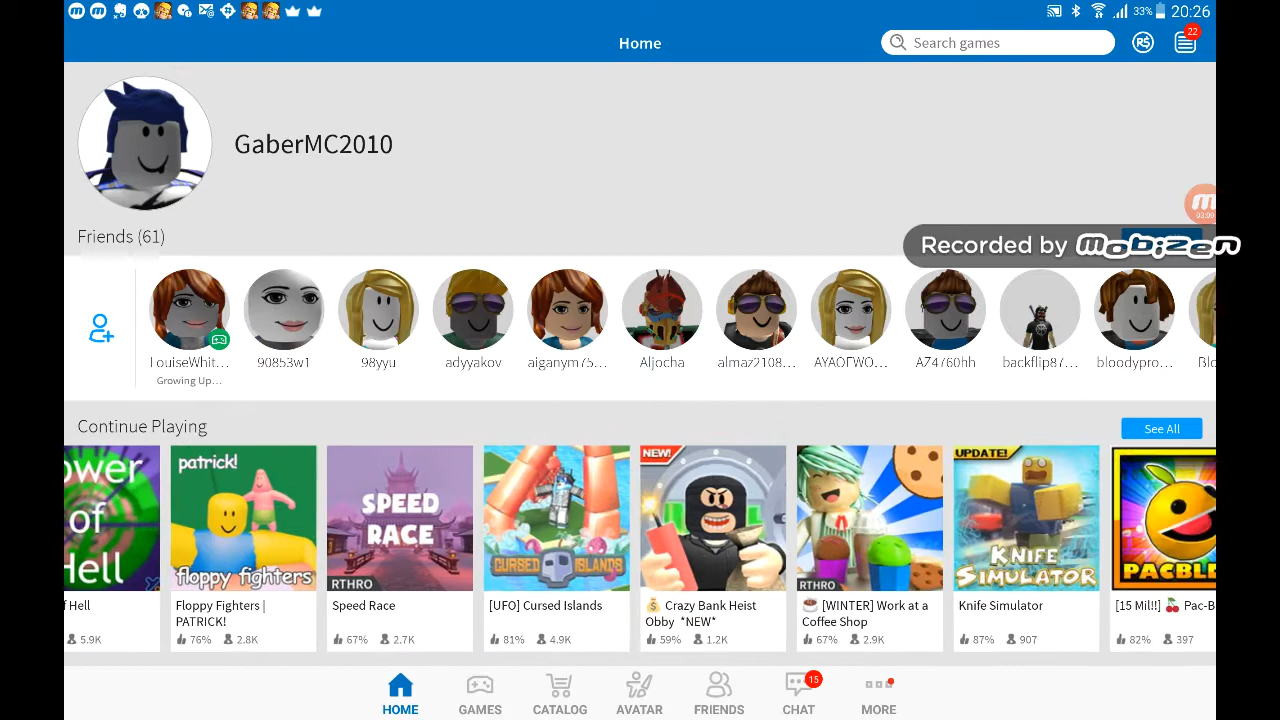 33% 20:26
Home
Search games
R$
22
GaberMC2010
03:00
Friends (61)
Recorded by mobizen
LouiseWhit... 90853w1 98yyu adyyakov aiganym75... Aljocha almaz2108... AYAOFWO... AZ4760hh backflip87... bloodypro... Blo
Growing Up...
Continue Playing
See All
ower
of
Hell
patrick!
floppy fighters
SPEED
RACE
RTHRO
CURSED ISLANDS
NEW!
RTHRO
UPDATE!
KNIFE
SIMULATOR
PACBL
f Hell
5.9K
Floppy Fighters |
PATRICK!
76% 2.8K
Speed Race
67% 2.7K
[UFO] Cursed Islands
81% 4.9K
💰 Crazy Bank Heist
Obby *NEW*
59% 1.2K
☕ [WINTER] Work at a
Coffee Shop
67% 2.9K
Knife Simulator
87% 907
[15 Mil!!] 🍒 Pac-B
82% 397
15
HOME GAMES CATALOG AVATAR FRIENDS CHAT MORE